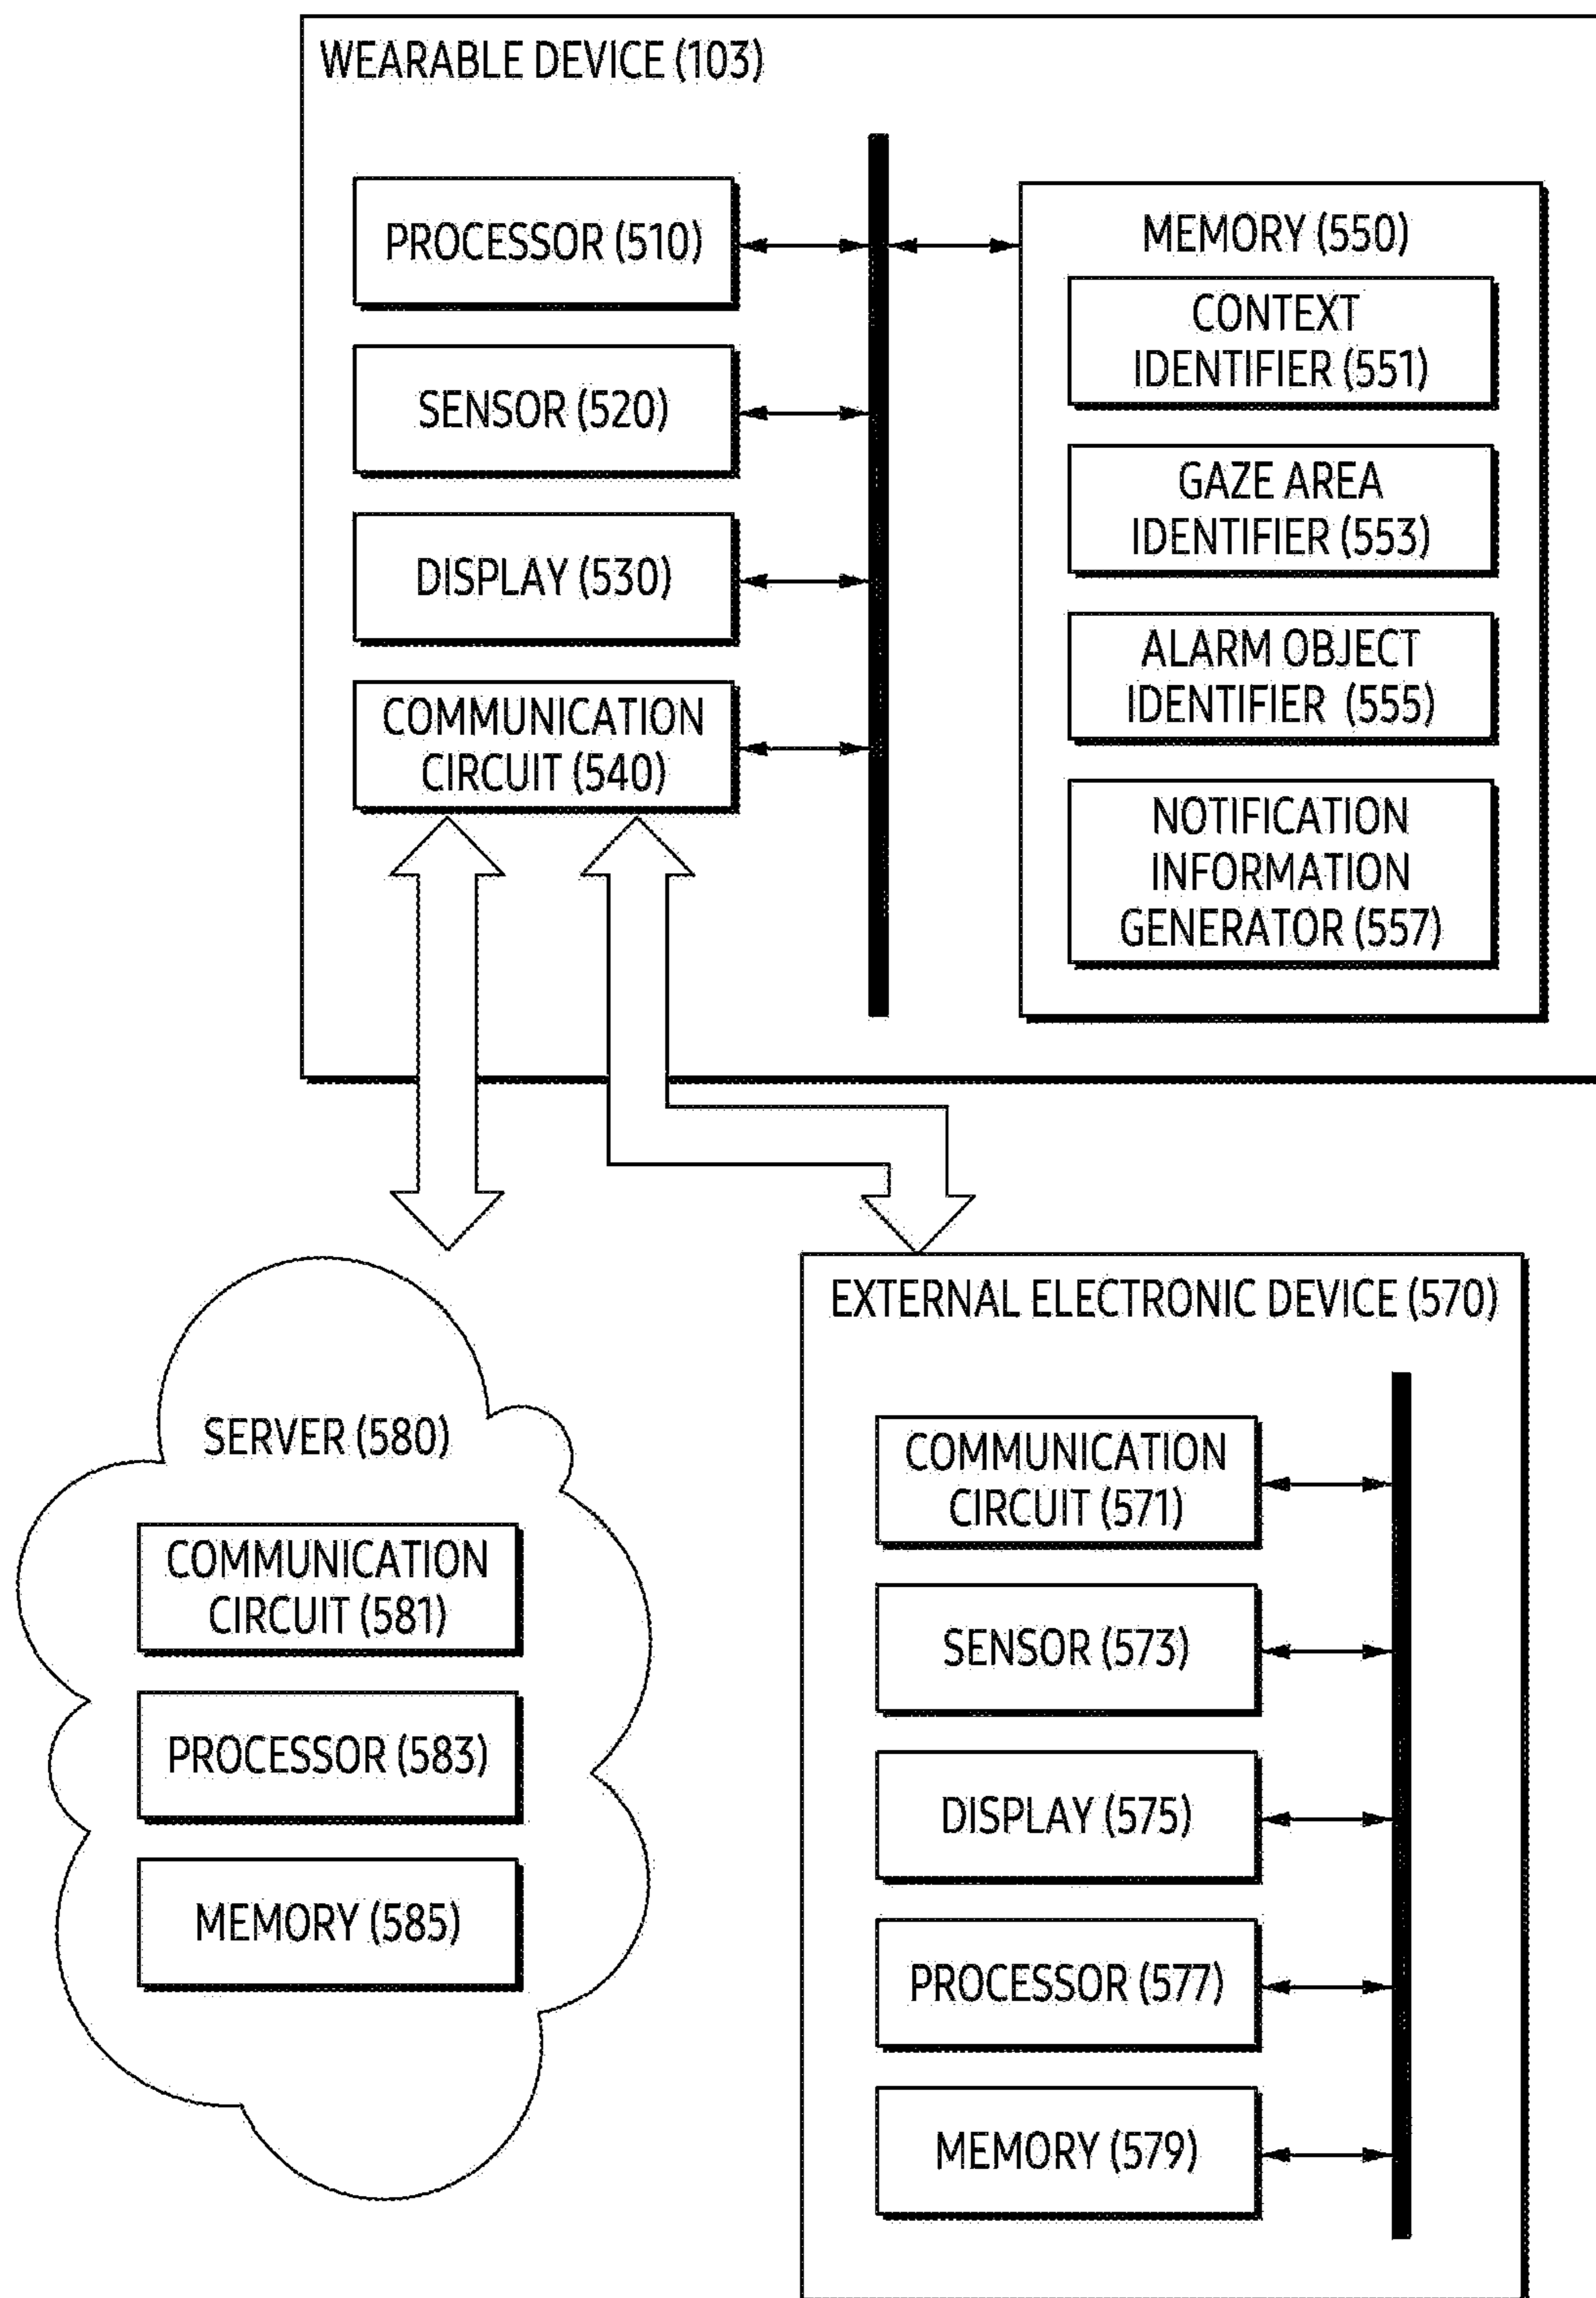 WEARABLE DEVICE (103)
PROCESSOR (510)
SENSOR (520)
DISPLAY (530)
COMMUNICATION
CIRCUIT (540)
MEMORY (550)
CONTEXT
IDENTIFIER (551)
GAZE AREA
IDENTIFIER (553)
ALARM OBJECT
IDENTIFIER (555)
NOTIFICATION
INFORMATION
GENERATOR (557)
SERVER (580)
COMMUNICATION
CIRCUIT (581)
PROCESSOR (583)
MEMORY (585)
EXTERNAL ELECTRONIC DEVICE (570)
COMMUNICATION
CIRCUIT (571)
SENSOR (573)
DISPLAY (575)
PROCESSOR (577)
MEMORY (579)